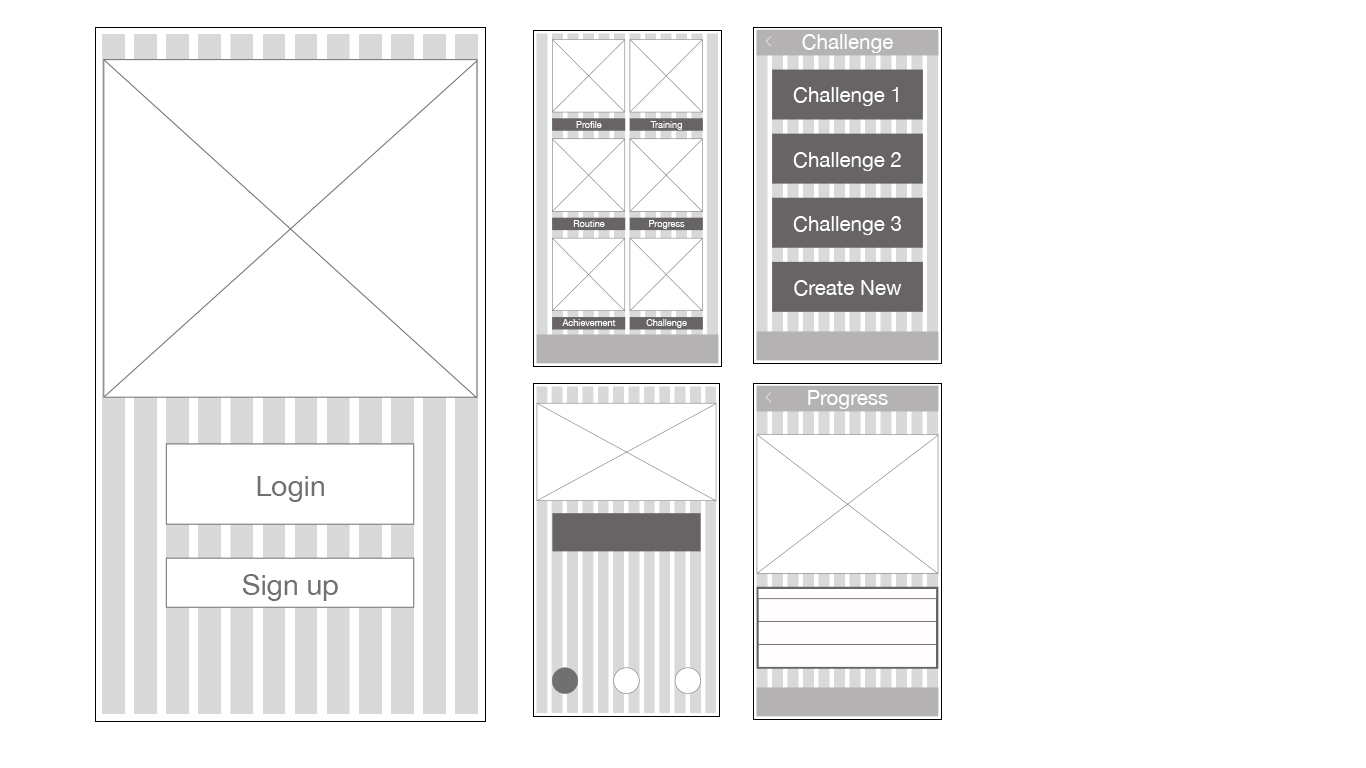 Login
Sign up
Profile
Training
Routine
Progress
Achievement
Challenge
Challenge
Challenge 1
Challenge 2
Challenge 3
Create New
Progress